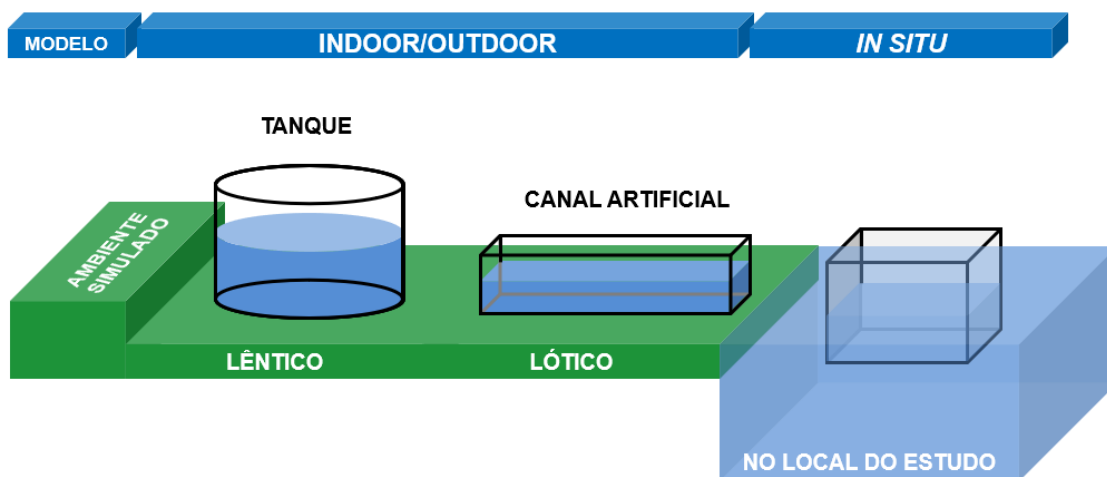 MODELO
INDOOR/OUTDOOR
IN SITU
TANQUE
CANAL ARTIFICIAL
AMBIENTE
SIMULADO
LÊNTICO
LÓTICO
NO LOCAL DO ESTUDO